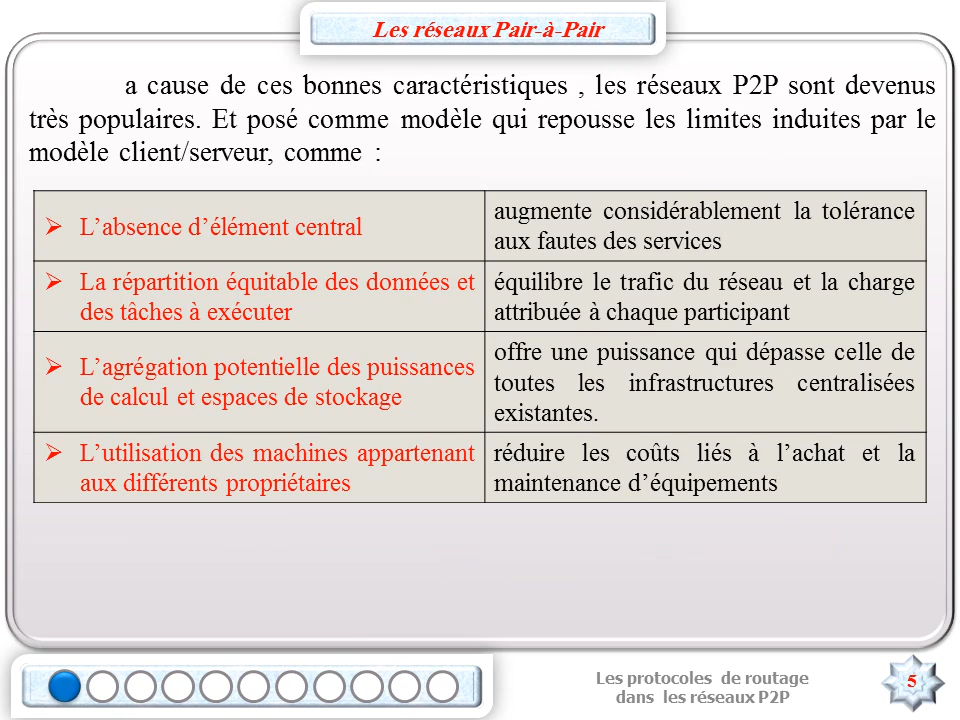 Les réseaux Pair-à-Pair
a cause de ces bonnes caractéristiques , les réseaux P2P sont devenus
très populaires. Et posé comme modèle qui repousse les limites induites par le
modèle client/serveur, comme :
➢ L’absence d’élément central
augmente considérablement la tolérance
aux fautes des services
➢ La répartition équitable des données et
des tâches à exécuter
équilibre le trafic du réseau et la charge
attribuée à chaque participant
➢ L’agrégation potentielle des puissances
de calcul et espaces de stockage
offre une puissance qui dépasse celle de
toutes les infrastructures centralisées
existantes.
➢ L’utilisation des machines appartenant
aux différents propriétaires
réduire les coûts liés à l’achat et la
maintenance d’équipements
Les protocoles de routage
dans les réseaux P2P
5